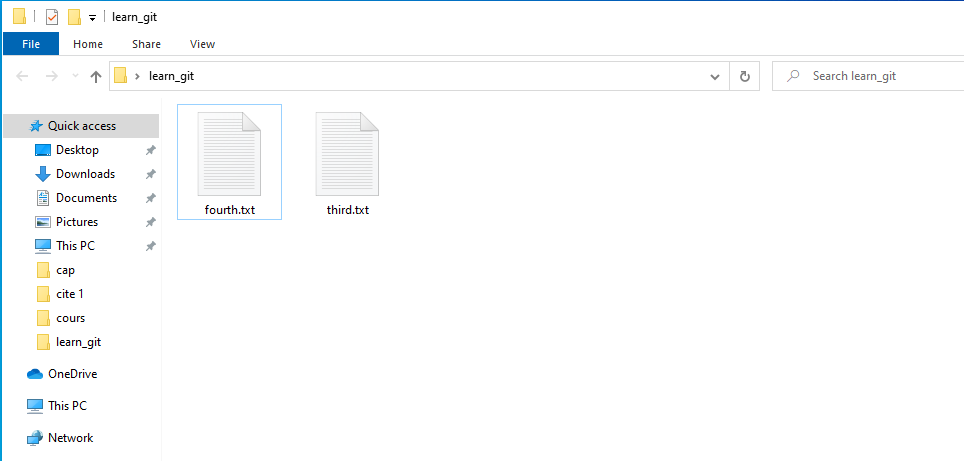 learn_git
File Home Share View
learn_git
Search learn_git
Quick access
Desktop
Downloads
Documents
Pictures
This PC
cap
cite 1
cours
learn_git
OneDrive
This PC
Network
fourth.txt third.txt